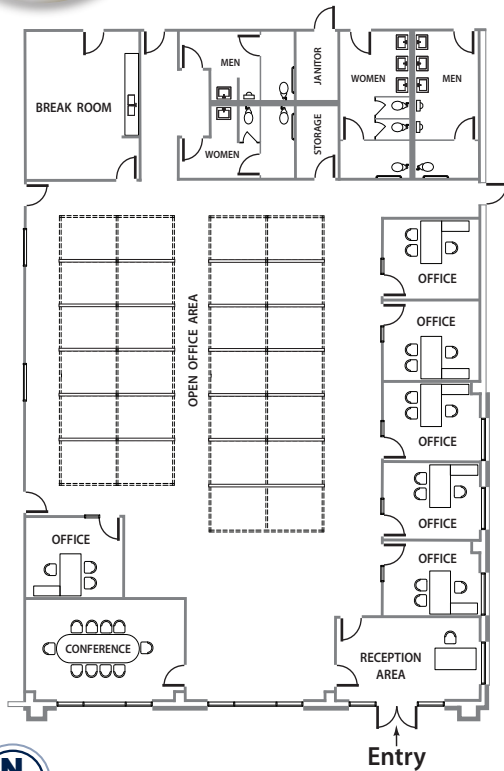 BREAK ROOM
MEN
WOMEN
JANITOR
STORAGE
WOMEN
MEN
OPEN OFFICE AREA
OFFICE
OFFICE
OFFICE
OFFICE
OFFICE
OFFICE
CONFERENCE
RECEPTION
AREA
Entry
N